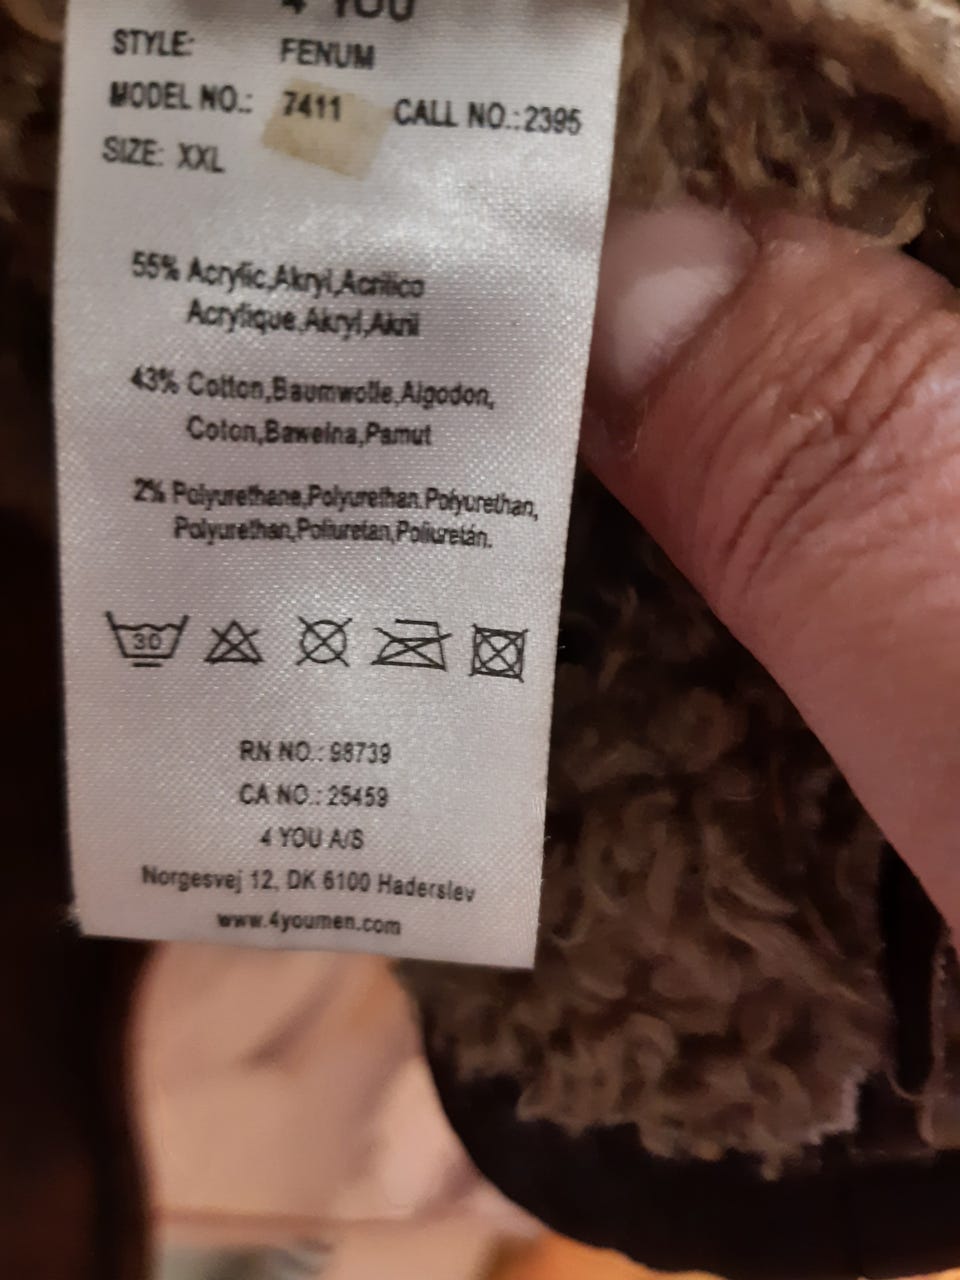 4 YOU
STYLE: FENUM
MODEL NO.: 7411 CALL NO.:2395
SIZE: XXL
55% Acrylic,Akryl,Acrilico
Acrylique,Akryl,Akril
43% Cotton,Baumwolle,Algodon,
Coton,Bawelna,Pamut
2% Polyurethane,Polyurethan.Polyurethan,
Polyurethan,Poliuretan,Poliuretán.
30
RN NO.: 98739
CA NO.: 25459
4 YOU A/S
Norgesvej 12, DK 6100 Haderslev
www.4youmen.com